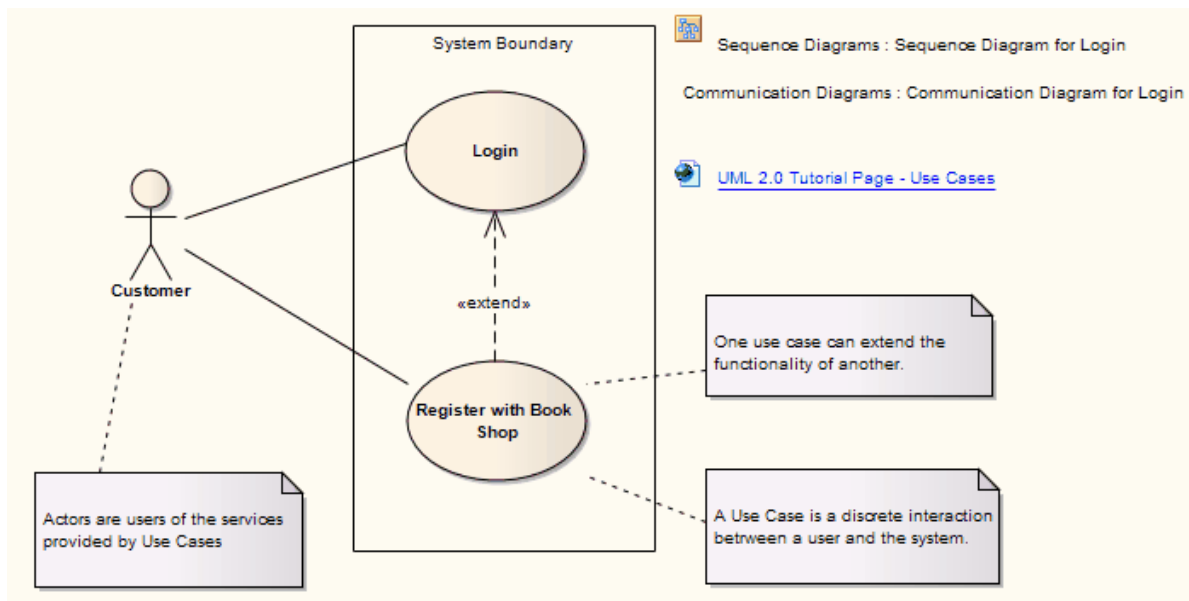 System Boundary
Sequence Diagrams : Sequence Diagram for Login
Communication Diagrams : Communication Diagram for Login
Login
UML 2.0 Tutorial Page - Use Cases
Customer
«extend»
One use case can extend the
functionality of another.
Register with Book
Shop
Actors are users of the services
provided by Use Cases
A Use Case is a discrete interaction
betrween a user and the system.